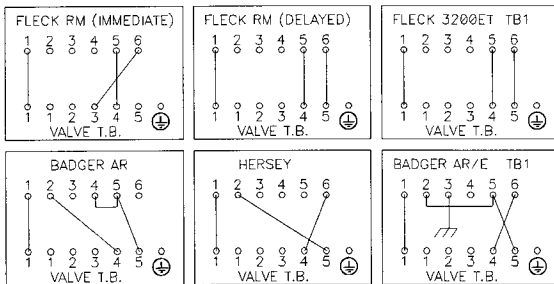 FLECK RM (IMMEDIATE)
1 2 3 4 5 6
1 1 2 3 4 5
VALVE T.B.
FLECK RM (DELAYED)
1 2 3 4 5 6
1 1 2 3 4 5
VALVE T.B.
FLECK 3200ET TB1
1 2 3 4 5 6
1 1 2 3 4 5
VALVE T.B.
BADGER AR
1 2 3 4 5 6
1 1 2 3 4 5
VALVE T.B.
HERSEY
1 2 3 4 5 6
1 1 2 3 4 5
VALVE T.B.
BADGER AR/E TB1
1 2 3 4 5 6
1 1 2 3 4 5
VALVE T.B.